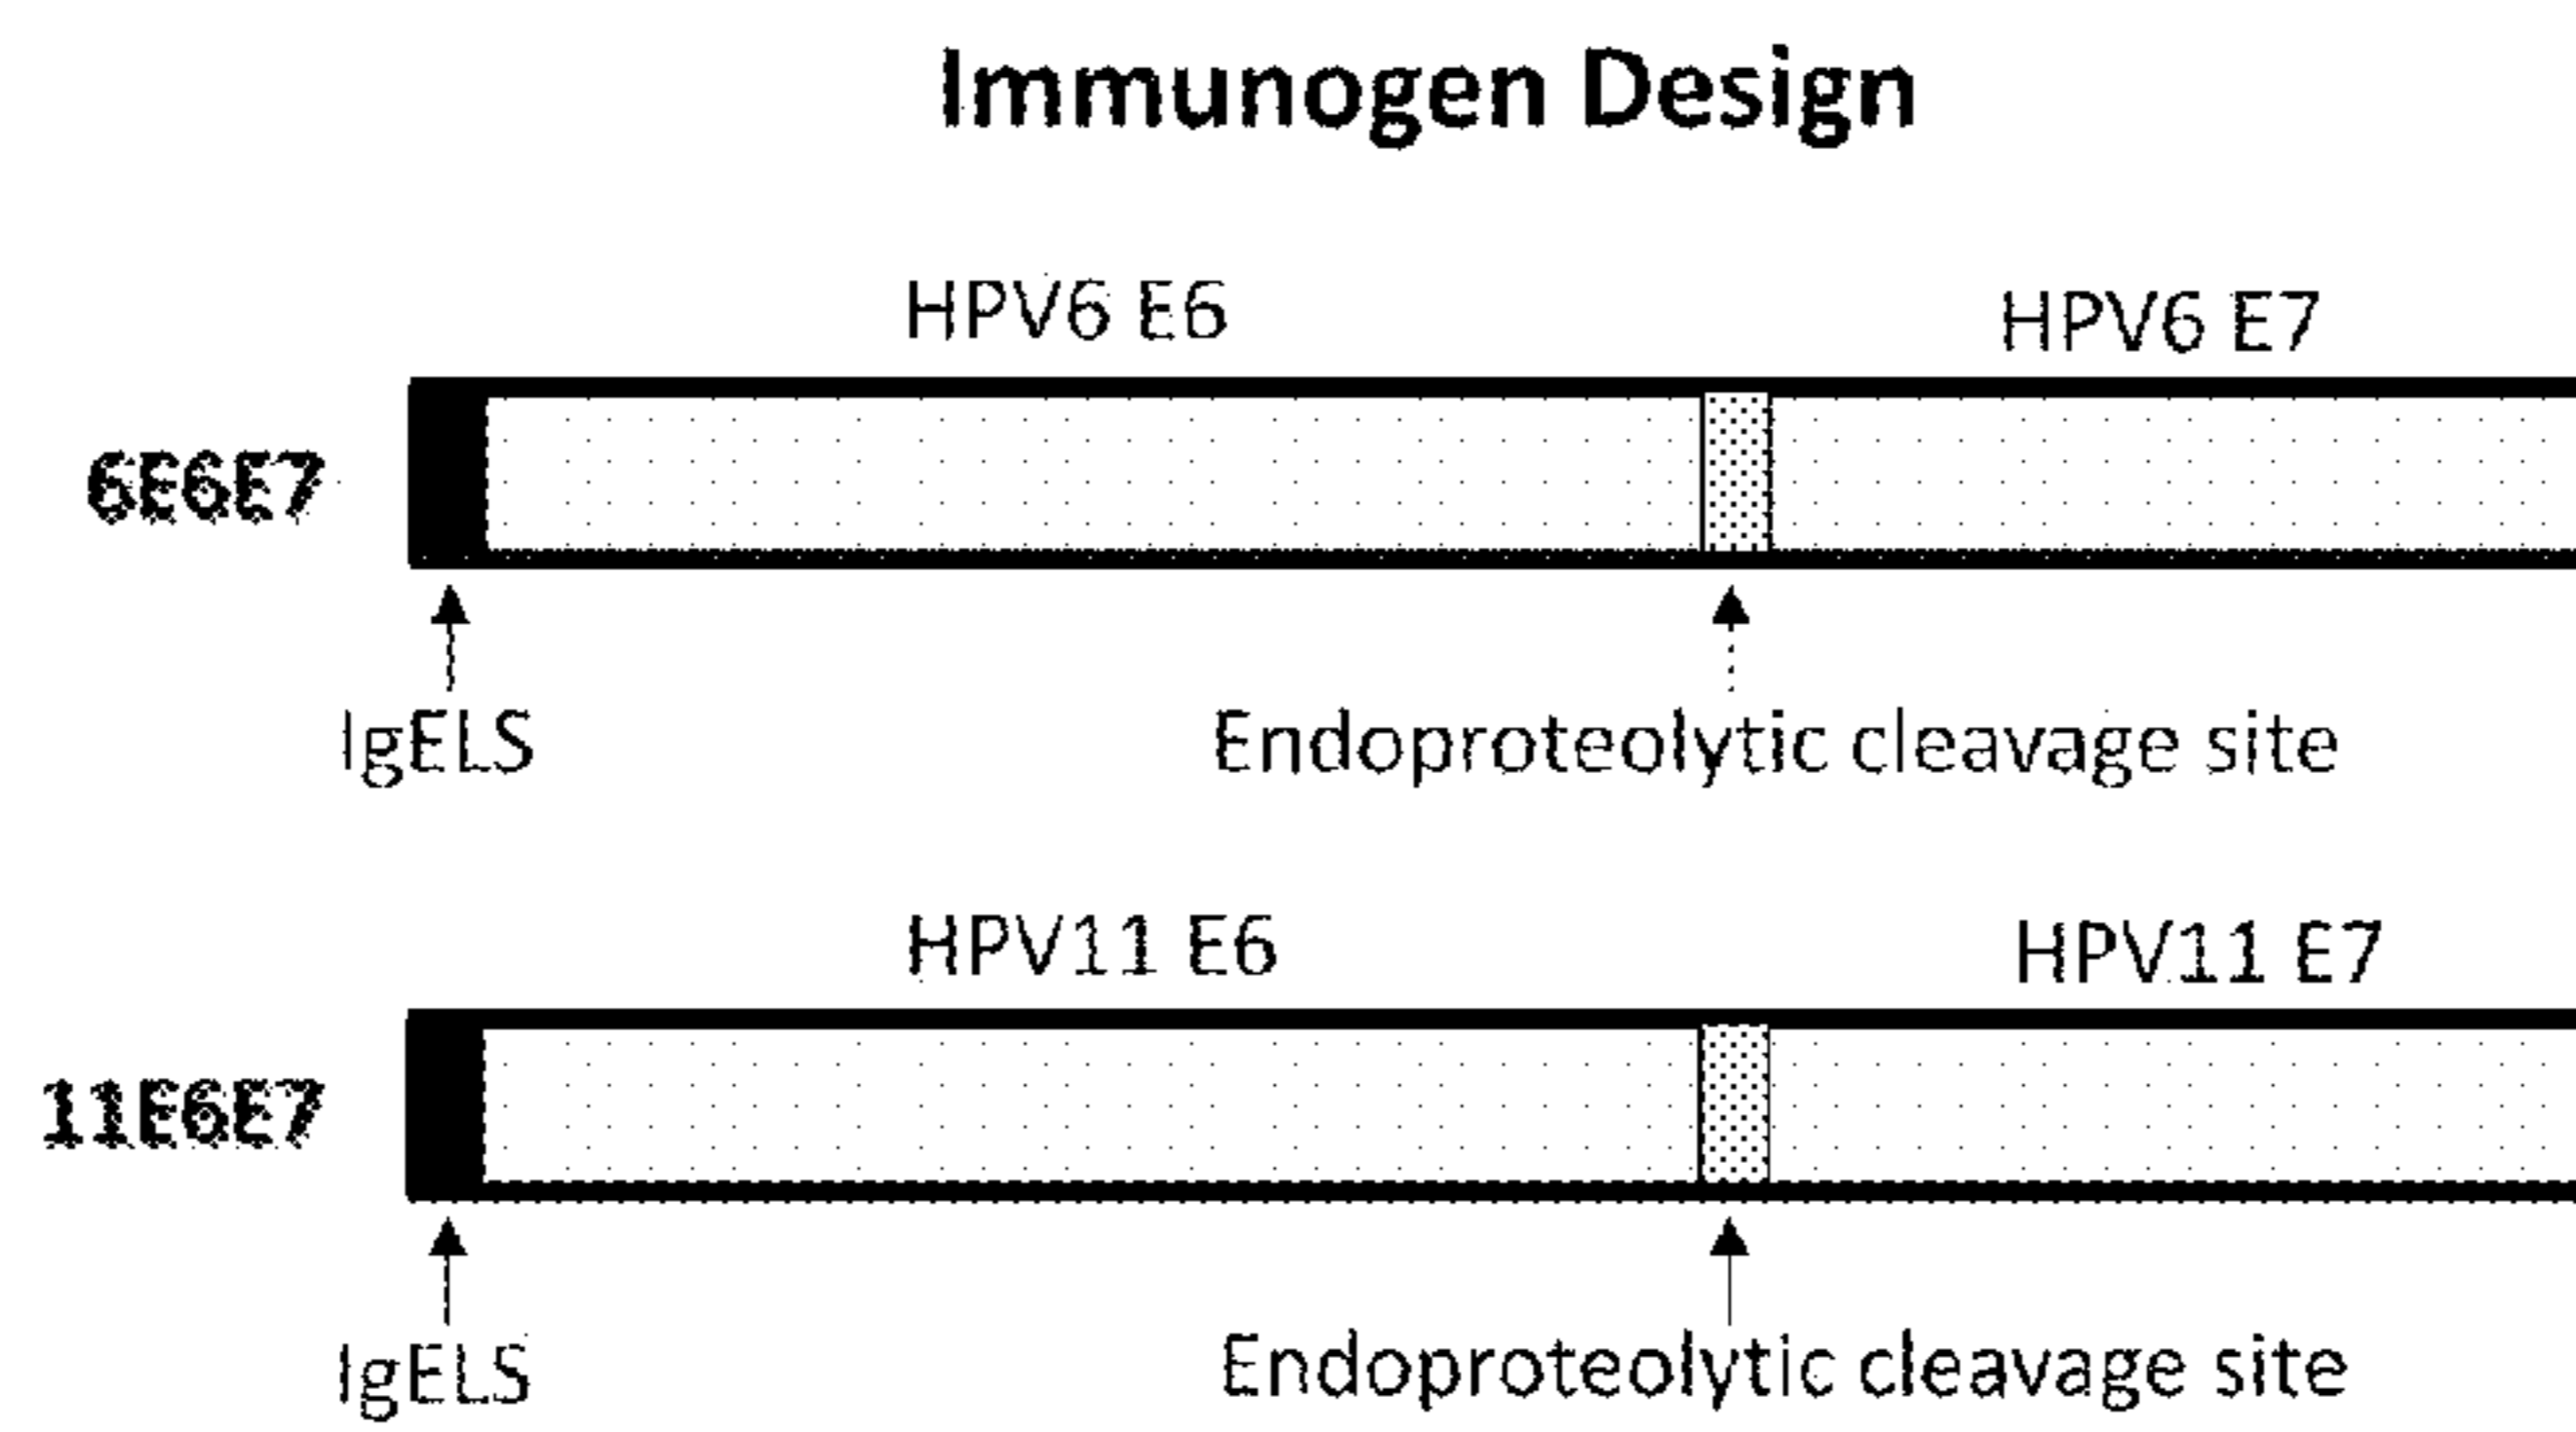 Immunogen Design
HPV6 E6 HPV6 E7
6E6E7
IgELS Endoproteolytic cleavage site
HPV11 E6 HPV11 E7
11E6E7
IgELS Endoproteolytic cleavage site